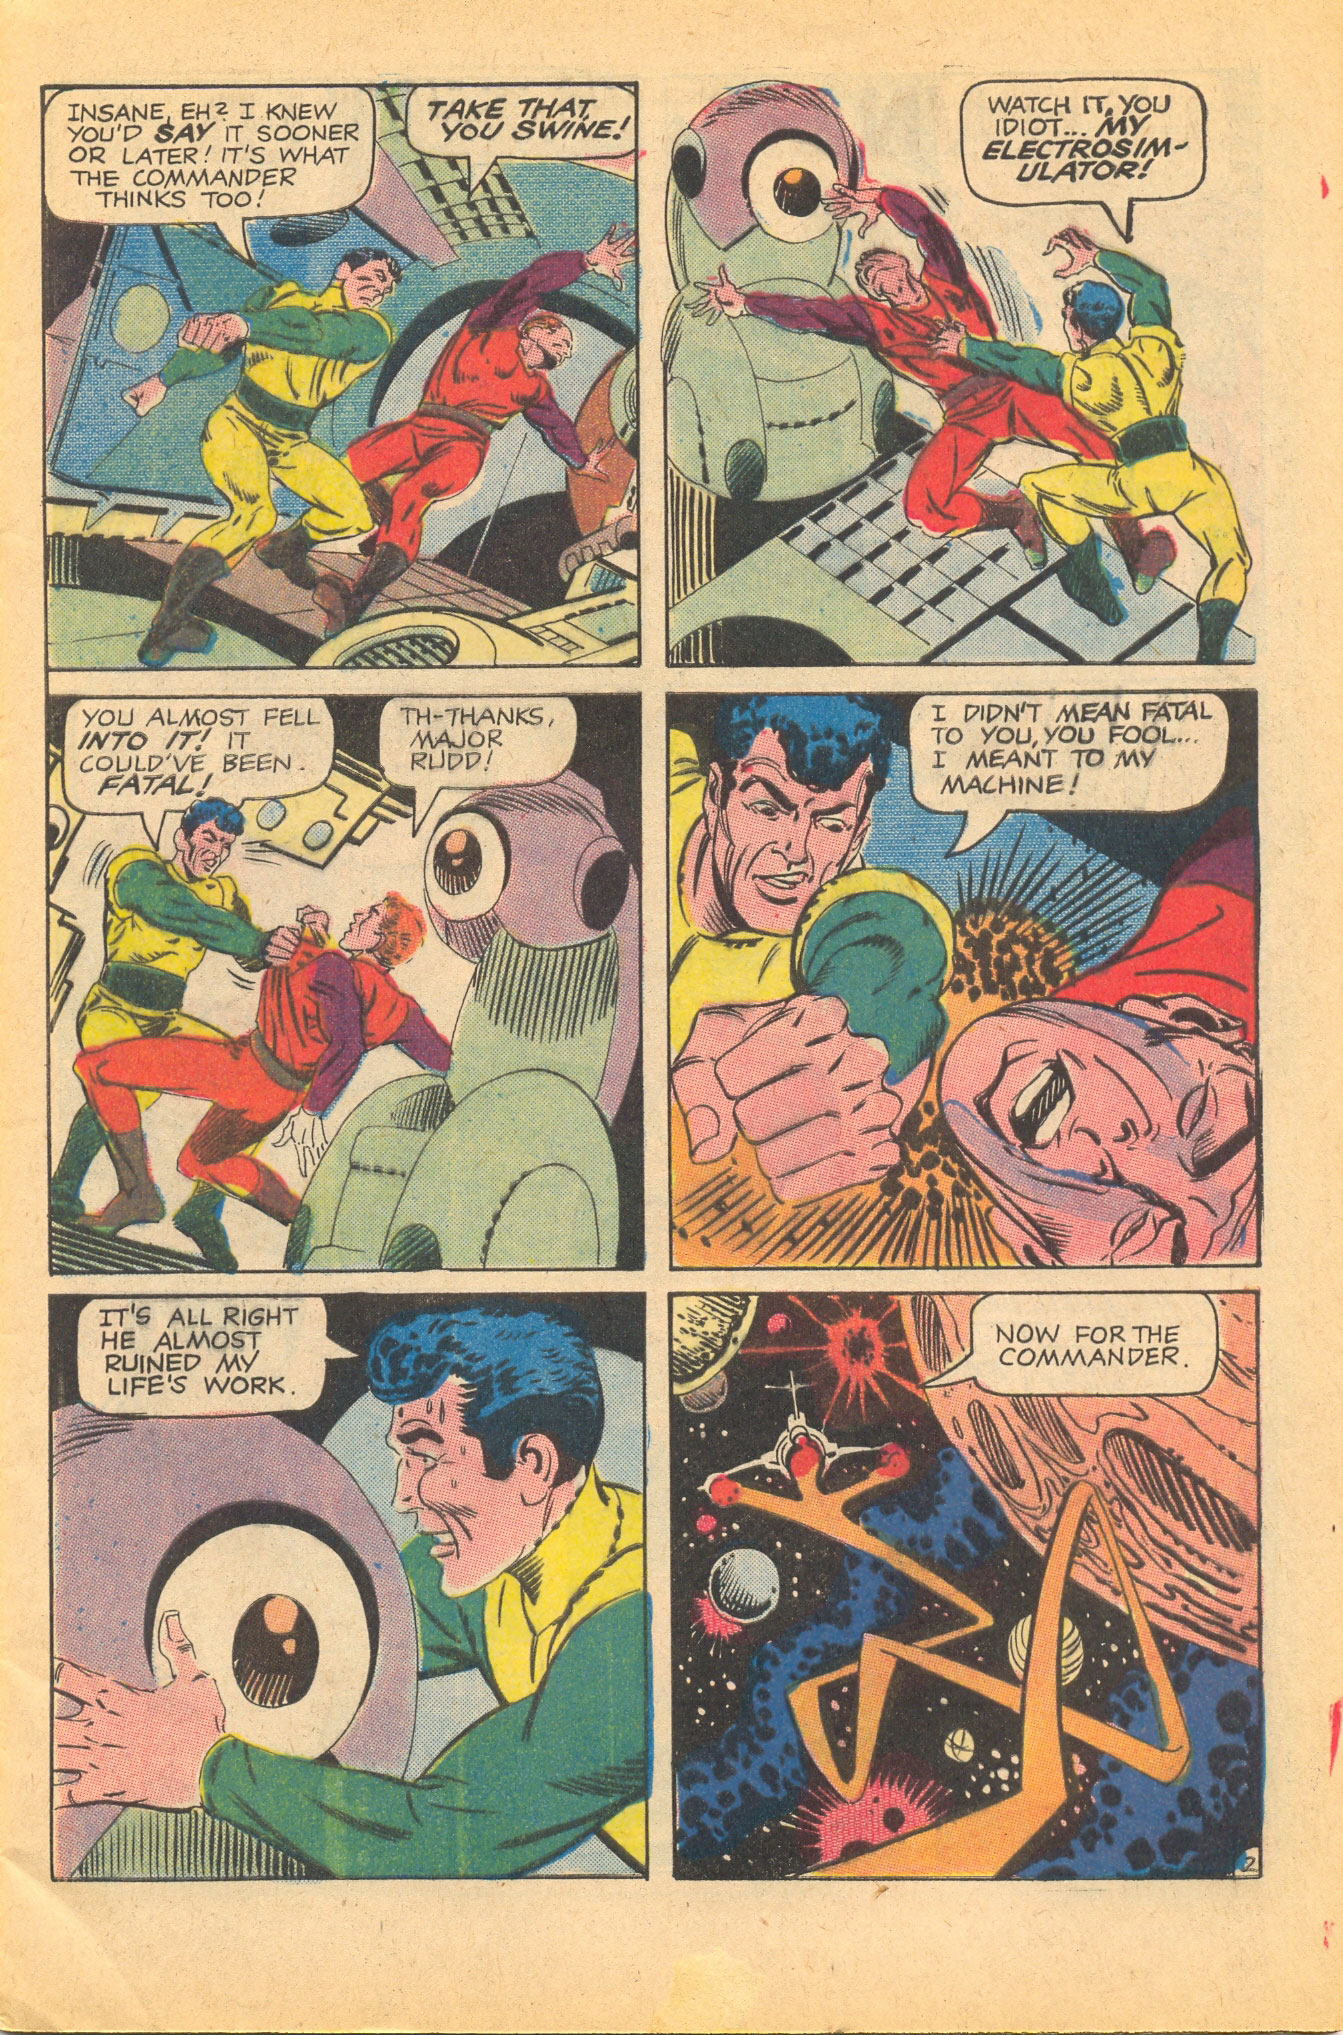 INSANE, EH? I KNEW
YOU'D SAY IT SOONER
OR LATER! IT'S WHAT
THE COMMANDER
THINKS TOO!
TAKE THAT,
YOU SWINE!
WATCH IT, YOU
IDIOT... MY
ELECTROSIM-
ULATOR!
YOU ALMOST FELL
INTO IT! IT
COULD'VE BEEN
FATAL!
TH-THANKS,
MAJOR
RUDD!
I DIDN'T MEAN FATAL
TO YOU, YOU FOOL...
I MEANT TO MY
MACHINE!
IT'S ALL RIGHT
HE ALMOST
RUINED MY
LIFE'S WORK.
NOW FOR THE
COMMANDER.
2